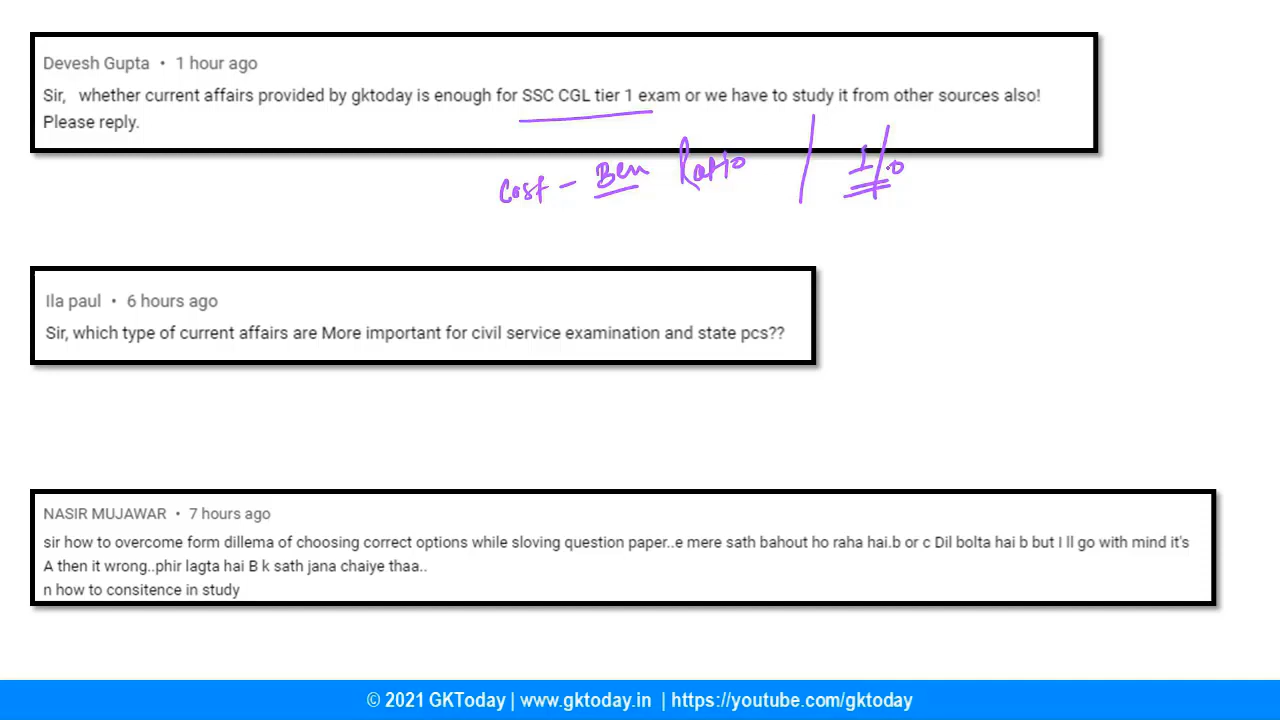 Devesh Gupta • 1 hour ago
Sir, whether current affairs provided by gktoday is enough for SSC CGL tier 1 exam or we have to study it from other sources also!
Please reply.
Cost - Ben Ratio I/O
Ila paul • 6 hours ago
Sir, which type of current affairs are More important for civil service examination and state pcs??
NASIR MUJAWAR • 7 hours ago
sir how to overcome form dillema of choosing correct options while sloving question paper..e mere sath bahout ho raha hai.b or c Dil bolta hai b but I ll go with mind it's
A then it wrong..phir lagta hai B k sath jana chaiye thaa..
n how to consitence in study
© 2021 GKToday | www.gktoday.in | https://youtube.com/gktoday